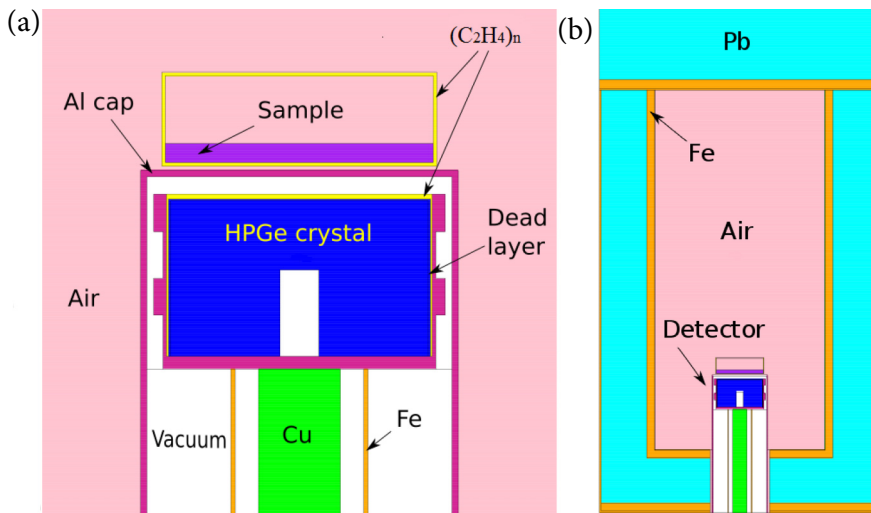 (a)
(C₂H₄)n
Al cap
Sample
HPGe crystal
Dead
layer
Air
Vacuum
Cu
Fe
(b)
Pb
Fe
Air
Detector